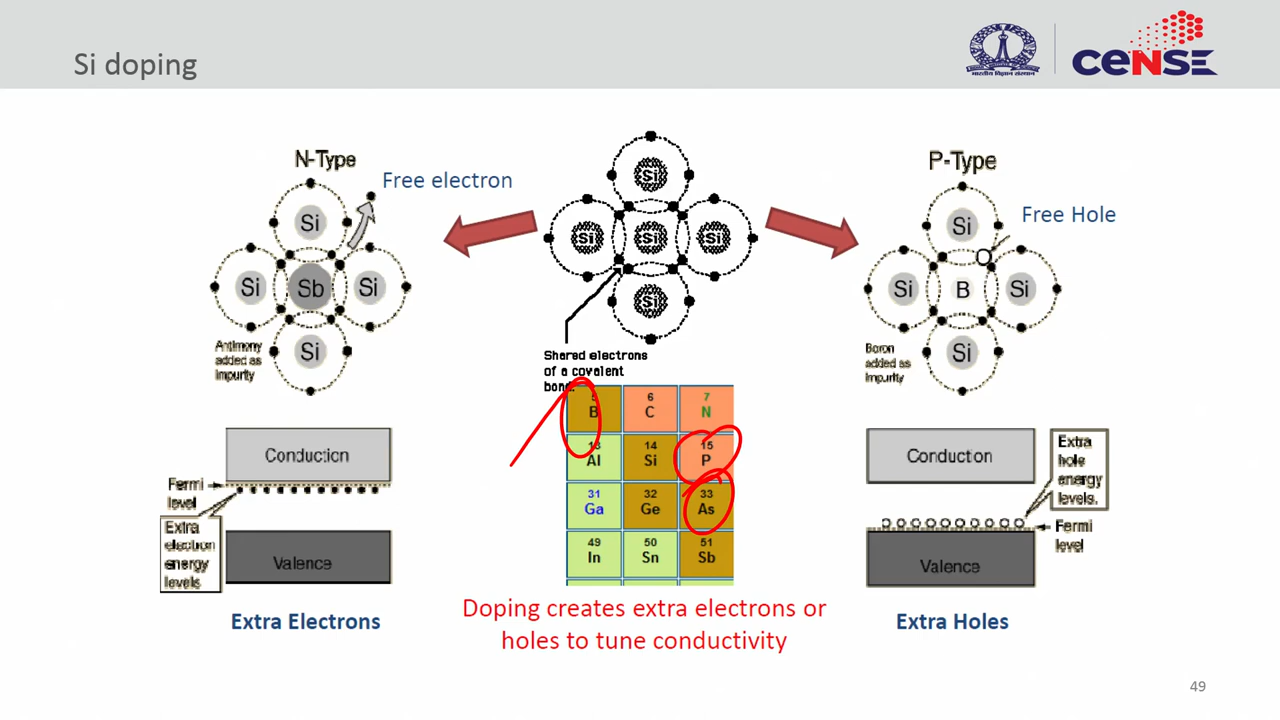 Si doping
भारतीय विज्ञान संस्थान
CeNSE
N-Type
Free electron
Si
Si
Sb
Si
Si
Antimony
added as
Impurity
Si
Si
Si
Si
Si
Shared electrons
of a covalent
bond.
P-Type
Free Hole
Si
Si
B
Si
Si
Boron
added as
Impurity
5
B
6
C
7
N
13
Al
14
Si
15
P
31
Ga
32
Ge
33
As
49
In
50
Sn
51
Sb
Conduction
Fermi
level
Extra
electron
energy
levels
Valence
Extra Electrons
Doping creates extra electrons or
holes to tune conductivity
Conduction
Extra
hole
energy
levels.
Fermi
level
Valence
Extra Holes
49